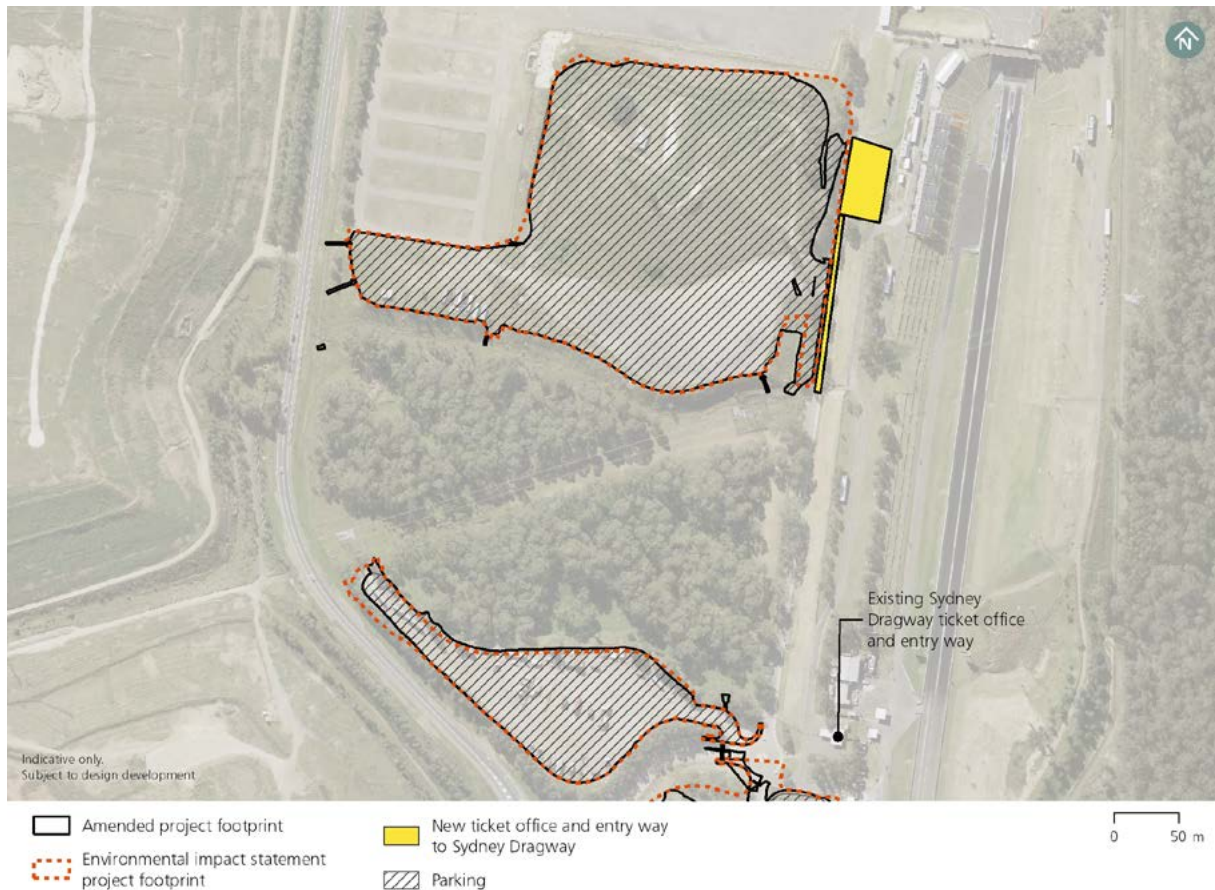 N
Existing Sydney
Dragway ticket office
and entry way
Indicative only.
Subject to design development
Amended project footprint
Environmental impact statement
project footprint
New ticket office and entry way
to Sydney Dragway
Parking
0 50 m